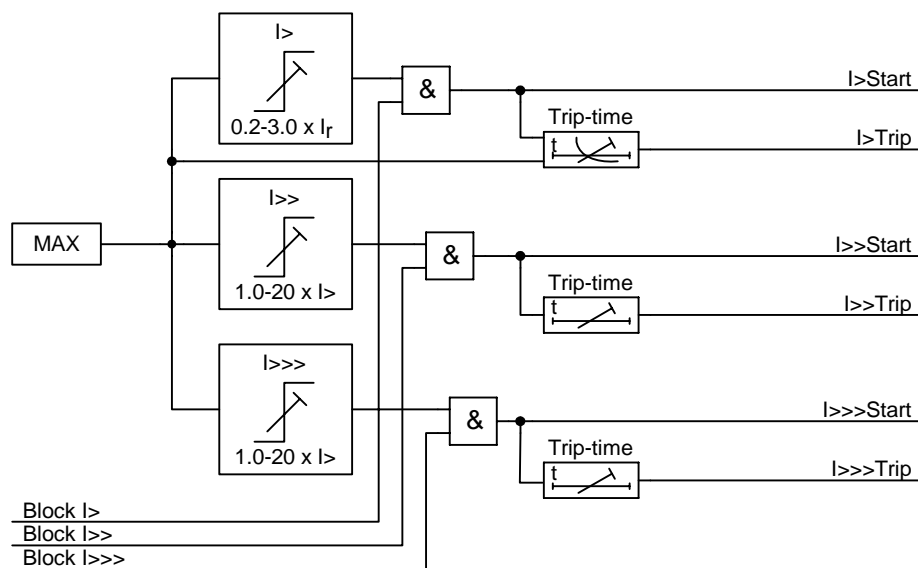 I>
0.2-3.0 x Ir
&
I>Start
Trip-time
t
I>Trip
MAX
I>>
1.0-20 x I>
&
I>>Start
Trip-time
t
I>>Trip
I>>>
1.0-20 x I>
&
I>>>Start
Trip-time
t
I>>>Trip
Block I>
Block I>>
Block I>>>